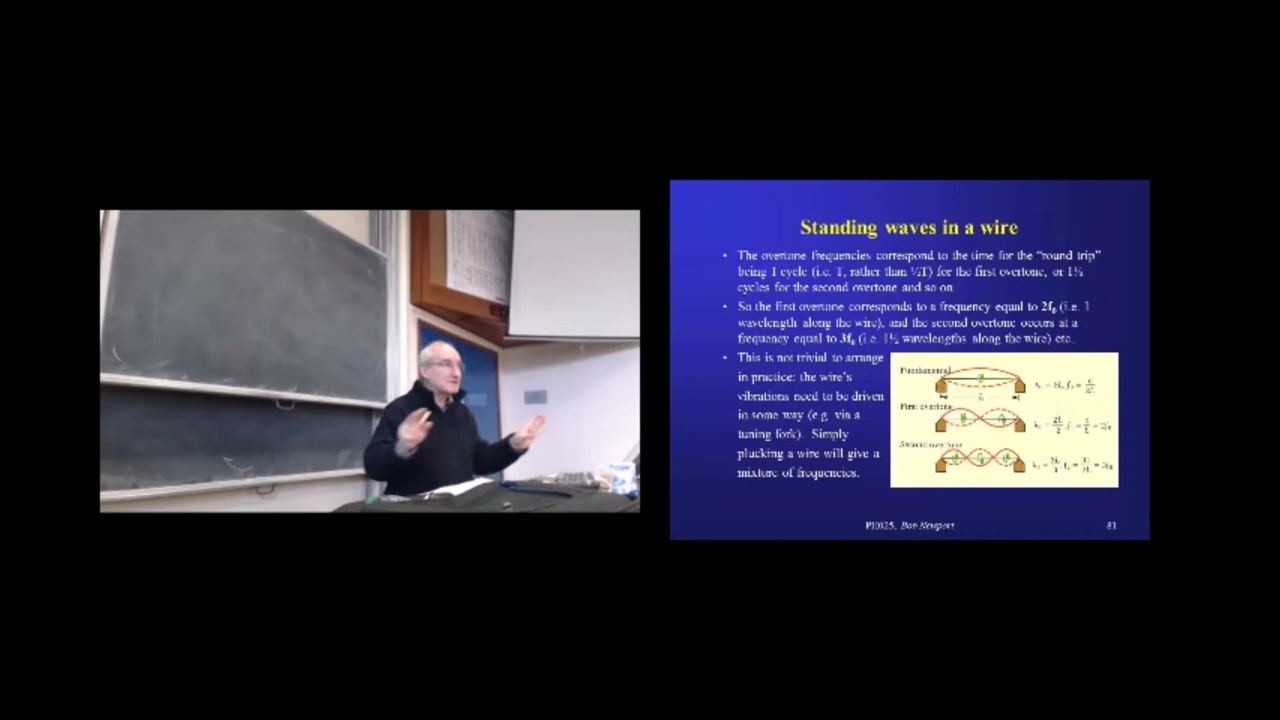 Standing waves in a wire
• The overtone frequencies correspond to the time for the "round trip"
being 1 cycle (i.e. T, rather than ½T) for the first overtone, or 1½
cycles for the second overtone and so on.
• So the first overtone corresponds to a frequency equal to 2f₀ (i.e. 1
wavelength along the wire), and the second overtone occurs at a
frequency equal to 3f₀ (i.e. 1½ wavelengths along the wire) etc..
• This is not trivial to arrange
in practice: the wire's
vibrations need to be driven
in some way (e.g. via a
tuning fork). Simply
plucking a wire will give a
mixture of frequencies.
Fundamental
First overtone
Second overtone
PH025, Bob Newport
81